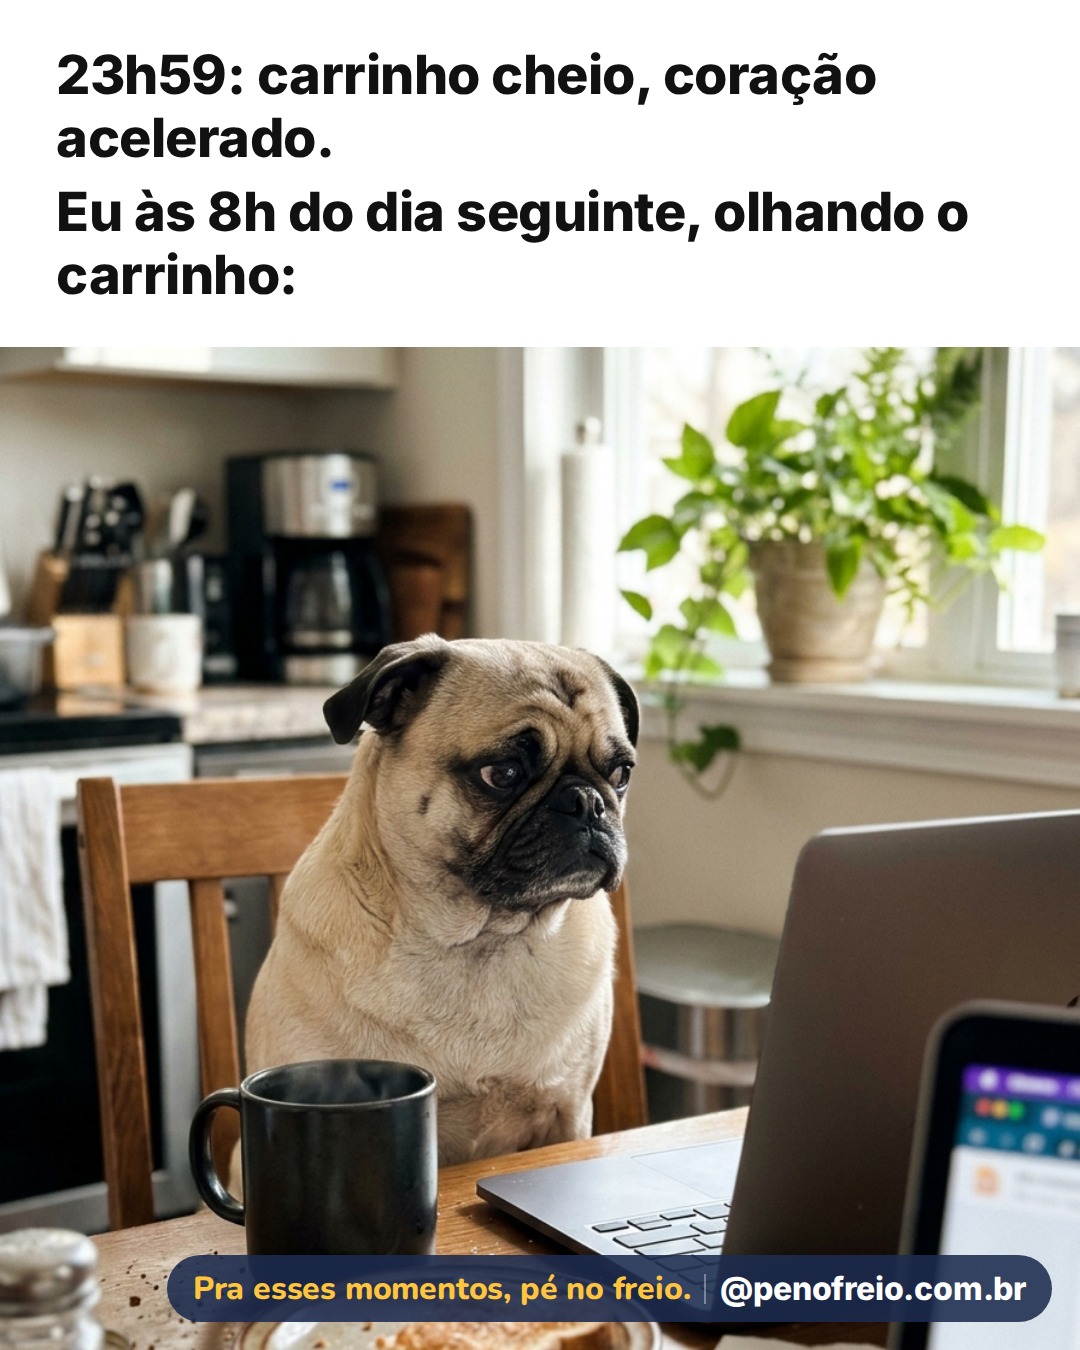 23h59: carrinho cheio, coração
acelerado.
Eu às 8h do dia seguinte, olhando o
carrinho:
Pra esses momentos, pé no freio. | @penofreio.com.br